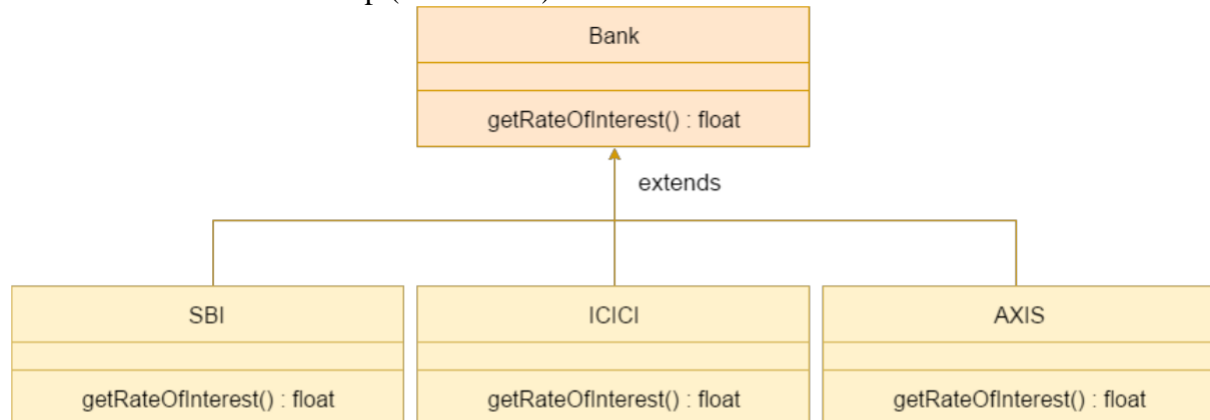 Bank
getRateOfInterest() : float
extends
SBI
ICICI
AXIS
getRateOfInterest() : float
getRateOfInterest() : float
getRateOfInterest() : float